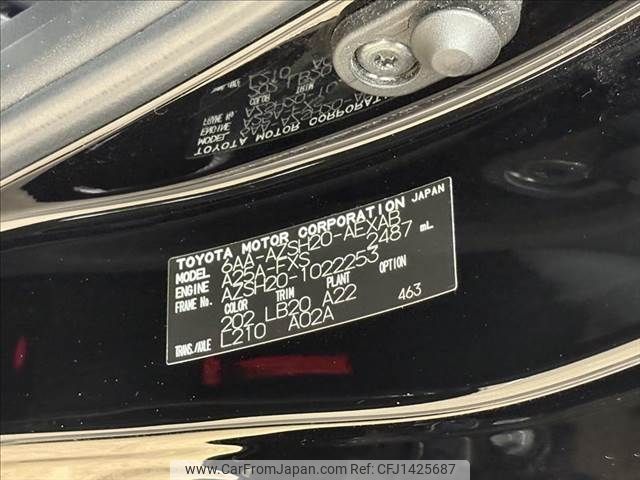 TOYOTA MOTOR CORPORATION JAPAN
MODEL 6AA-AZSH20-AEXAB
ENGINE A25A-FXS 2487 mL
FRAME No. AZSH20-1022253
COLOR TRIM PLANT OPTION
202 LB20 A22 463
TRANS./AXLE L210 A02A
www.CarFromJapan.com CFJ1425687